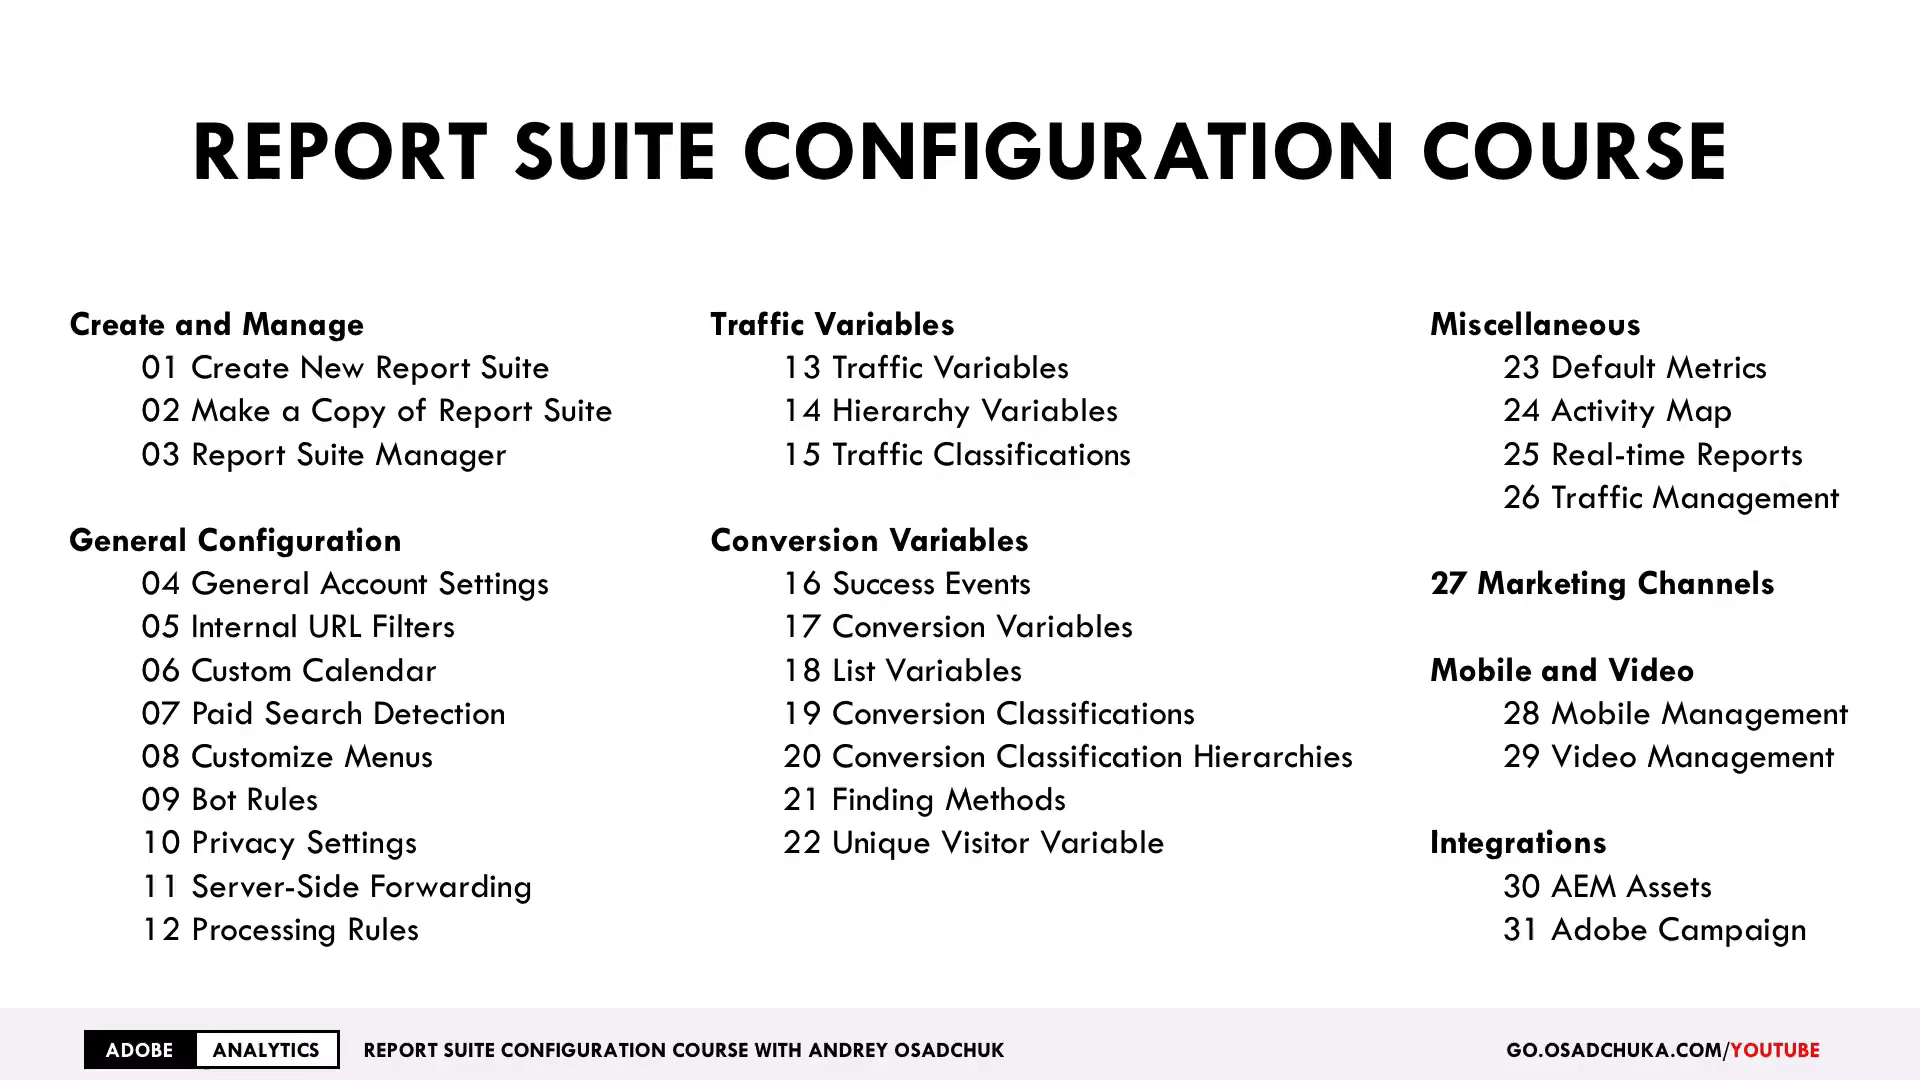 REPORT SUITE CONFIGURATION COURSE
Create and Manage
01 Create New Report Suite
02 Make a Copy of Report Suite
03 Report Suite Manager
General Configuration
04 General Account Settings
05 Internal URL Filters
06 Custom Calendar
07 Paid Search Detection
08 Customize Menus
09 Bot Rules
10 Privacy Settings
11 Server-Side Forwarding
12 Processing Rules
Traffic Variables
13 Traffic Variables
14 Hierarchy Variables
15 Traffic Classifications
Conversion Variables
16 Success Events
17 Conversion Variables
18 List Variables
19 Conversion Classifications
20 Conversion Classification Hierarchies
21 Finding Methods
22 Unique Visitor Variable
Miscellaneous
23 Default Metrics
24 Activity Map
25 Real-time Reports
26 Traffic Management
27 Marketing Channels
Mobile and Video
28 Mobile Management
29 Video Management
Integrations
30 AEM Assets
31 Adobe Campaign
ADOBE ANALYTICS REPORT SUITE CONFIGURATION COURSE WITH ANDREY OSADCHUK GO.OSADCHUKA.COM/YOUTUBE